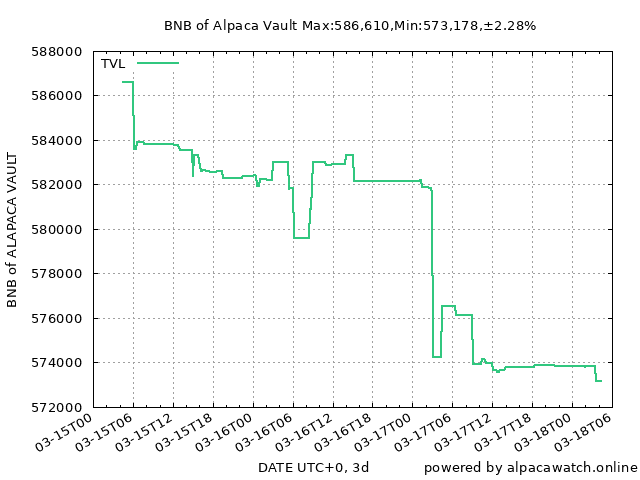 BNB of Alpaca Vault Max:586,610,Min:573,178,±2.28%
588000
586000
584000
582000
580000
578000
576000
574000
572000
TVL
BNB of ALAPACA VAULT
03-15T00
03-15T06
03-15T12
03-15T18
03-16T00
03-16T06
03-16T12
03-16T18
03-17T00
03-17T06
03-17T12
03-17T18
03-18T00
03-18T06
DATE UTC+0, 3d
powered by alpacawatch.online